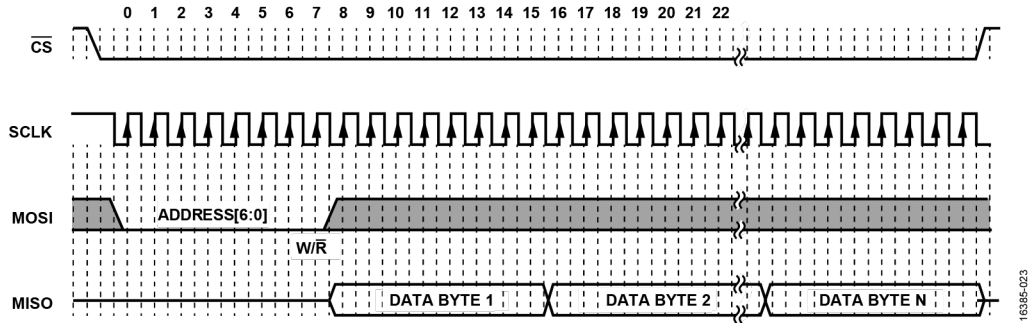 0 1 2 3 4 5 6 7 8 9 10 11 12 13 14 15 16 17 18 19 20 21 22
C̅S̅
SCLK
MOSI
ADDRESS[6:0]
W/R̅
MISO
DATA BYTE 1
DATA BYTE 2
DATA BYTE N
16385-023